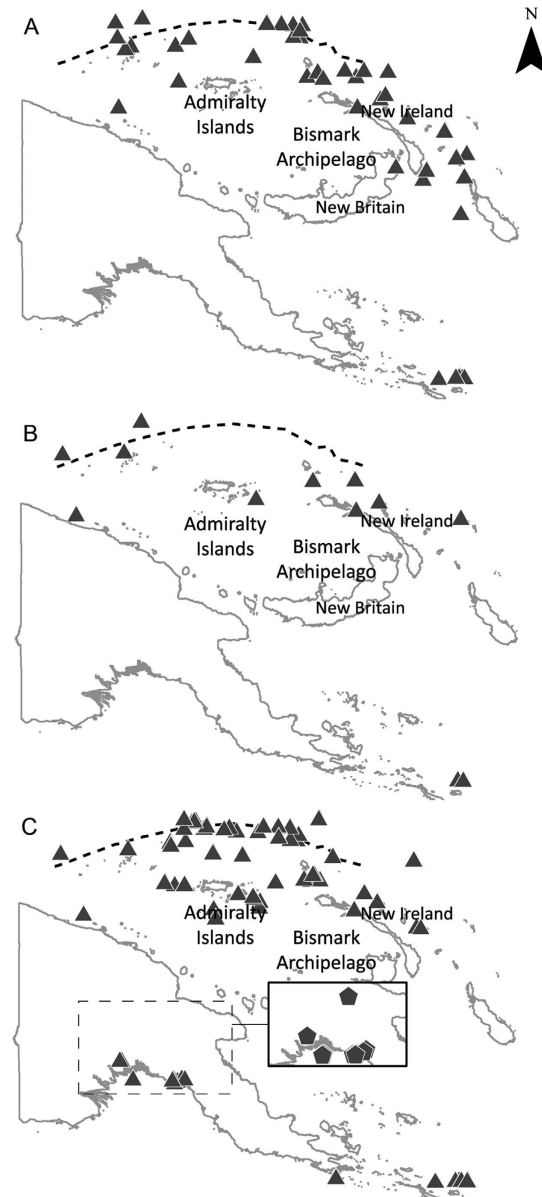 A
N
Admiralty
Islands
New Ireland
Bismark
Archipelago
New Britain
B
Admiralty
Islands
New Ireland
Bismark
Archipelago
New Britain
C
Admiralty
Islands
New Ireland
Bismark
Archipelago